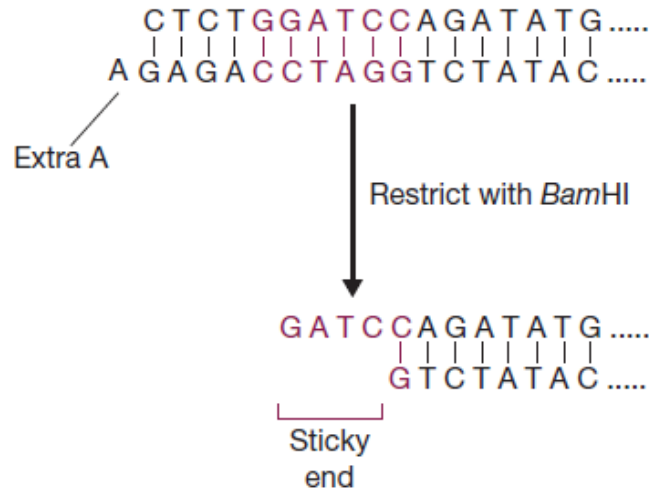 CTCTGGATCCAGATATG.....
AGAGACCTAGGTCTATAC.....
Extra A
Restrict with BamHI
GATCCAGATATG.....
GTCTATAC.....
Sticky
end